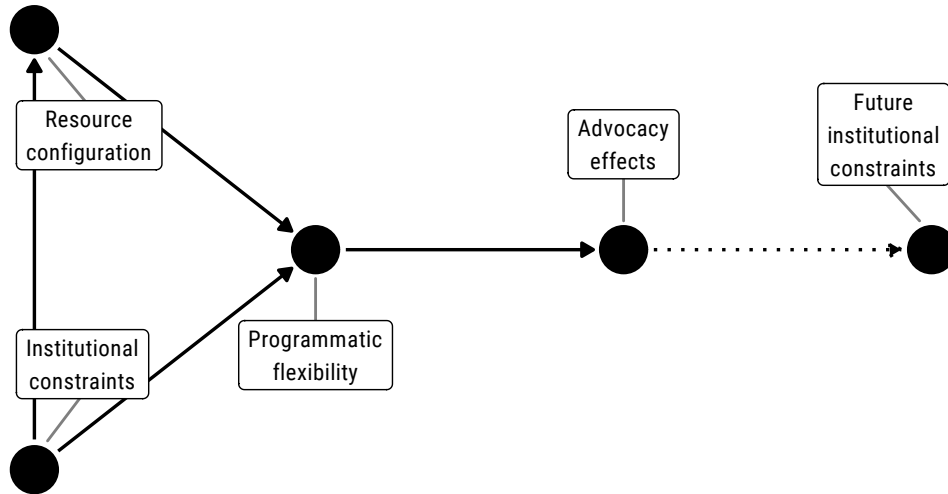 Resource
configuration
Advocacy
effects
Future
institutional
constraints
Institutional
constraints
Programmatic
flexibility